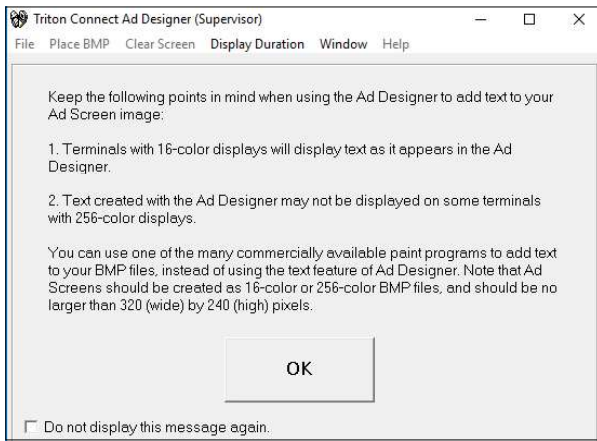 Triton Connect Ad Designer (Supervisor)
File Place BMP Clear Screen Display Duration Window Help
Keep the following points in mind when using the Ad Designer to add text to your
Ad Screen image:
1. Terminals with 16-color displays will display text as it appears in the Ad
Designer.
2. Text created with the Ad Designer may not be displayed on some terminals
with 256-color displays.
You can use one of the many commercially available paint programs to add text
to your BMP files, instead of using the text feature of Ad Designer. Note that Ad
Screens should be created as 16-color or 256-color BMP files, and should be no
larger than 320 (wide) by 240 (high) pixels.
OK
Do not display this message again.